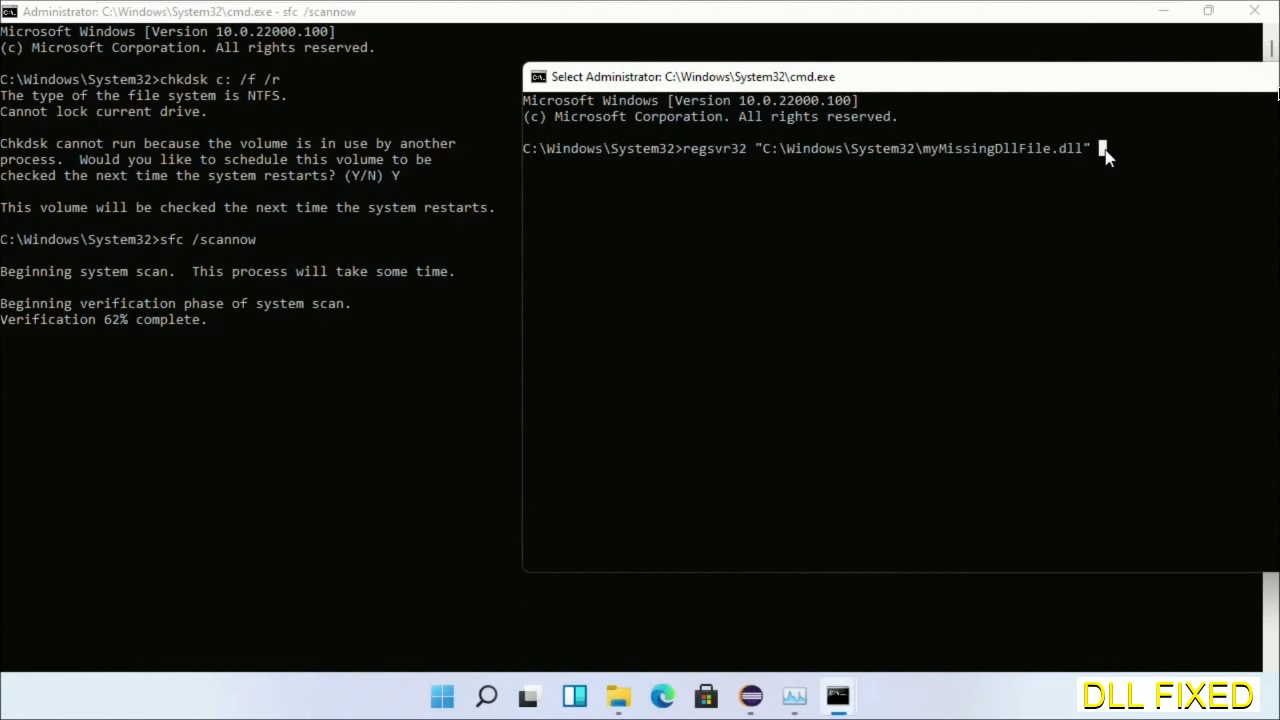 Administrator: C:\Windows\System32\cmd.exe - sfc /scannow
Microsoft Windows [Version 10.0.22000.100]
(c) Microsoft Corporation. All rights reserved.
C:\Windows\System32>chkdsk c: /f /r
The type of the file system is NTFS.
Cannot lock current drive.
Chkdsk cannot run because the volume is in use by another
process.  Would you like to schedule this volume to be
checked the next time the system restarts? (Y/N) Y
This volume will be checked the next time the system restarts.
C:\Windows\System32>sfc /scannow
Beginning system scan.  This process will take some time.
Beginning verification phase of system scan.
Verification 62% complete.
Select Administrator: C:\Windows\System32\cmd.exe
Microsoft Windows [Version 10.0.22000.100]
(c) Microsoft Corporation. All rights reserved.
C:\Windows\System32>regsvr32 "C:\Windows\System32\myMissingDllFile.dll"
DLL FIXED